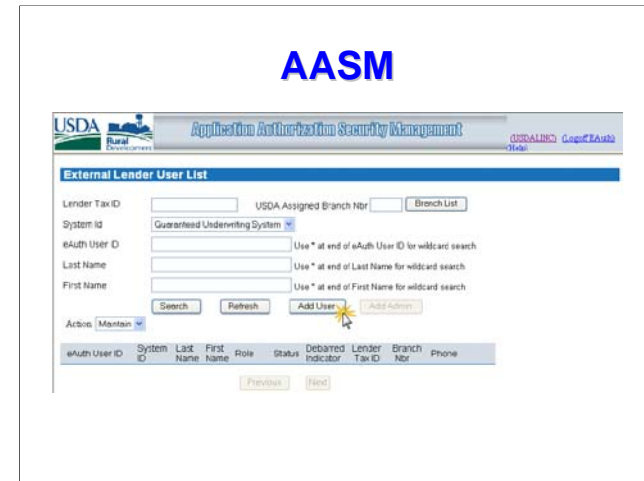 AASM
USDA
Rural
Development
Application Authorization Security Management
(USDALINC) (Logoff EAuth)
(Help)
External Lender User List
Lender Tax ID USDA Assigned Branch Nbr Branch List
System Id Guaranteed Underwriting System
eAuth User ID Use * at end of eAuth User ID for wildcard search
Last Name Use * at end of Last Name for wildcard search
First Name Use * at end of First Name for wildcard search
Search Refresh Add User Add Admin
Action: Maintain
eAuth User ID System ID Last Name First Name Role Status Debarred Indicator Lender Tax ID Branch Nbr Phone
Previous Next